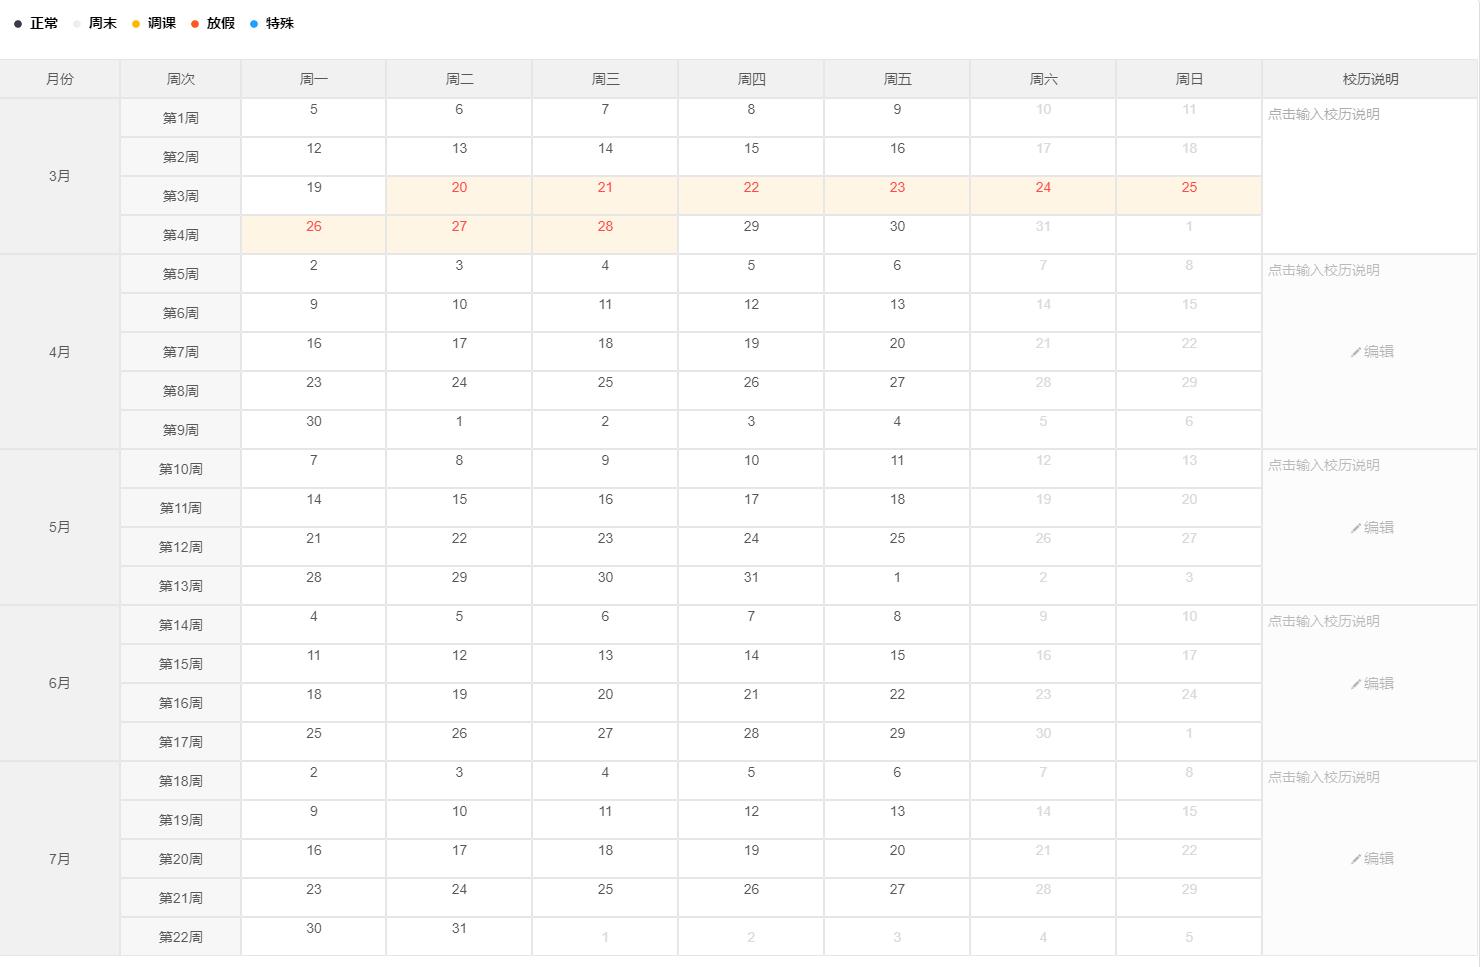 正常 周末 调课 放假 特殊
月份 周次 周一 周二 周三 周四 周五 周六 周日 校历说明
3月 第1周 5 6 7 8 9 10 11 点击输入校历说明
第2周 12 13 14 15 16 17 18
第3周 19 20 21 22 23 24 25
第4周 26 27 28 29 30 31 1
4月 第5周 2 3 4 5 6 7 8 点击输入校历说明
第6周 9 10 11 12 13 14 15
第7周 16 17 18 19 20 21 22 编辑
第8周 23 24 25 26 27 28 29
第9周 30 1 2 3 4 5 6
5月 第10周 7 8 9 10 11 12 13 点击输入校历说明
第11周 14 15 16 17 18 19 20 编辑
第12周 21 22 23 24 25 26 27
第13周 28 29 30 31 1 2 3
6月 第14周 4 5 6 7 8 9 10 点击输入校历说明
第15周 11 12 13 14 15 16 17 编辑
第16周 18 19 20 21 22 23 24
第17周 25 26 27 28 29 30 1
7月 第18周 2 3 4 5 6 7 8 点击输入校历说明
第19周 9 10 11 12 13 14 15
第20周 16 17 18 19 20 21 22 编辑
第21周 23 24 25 26 27 28 29
第22周 30 31 1 2 3 4 5